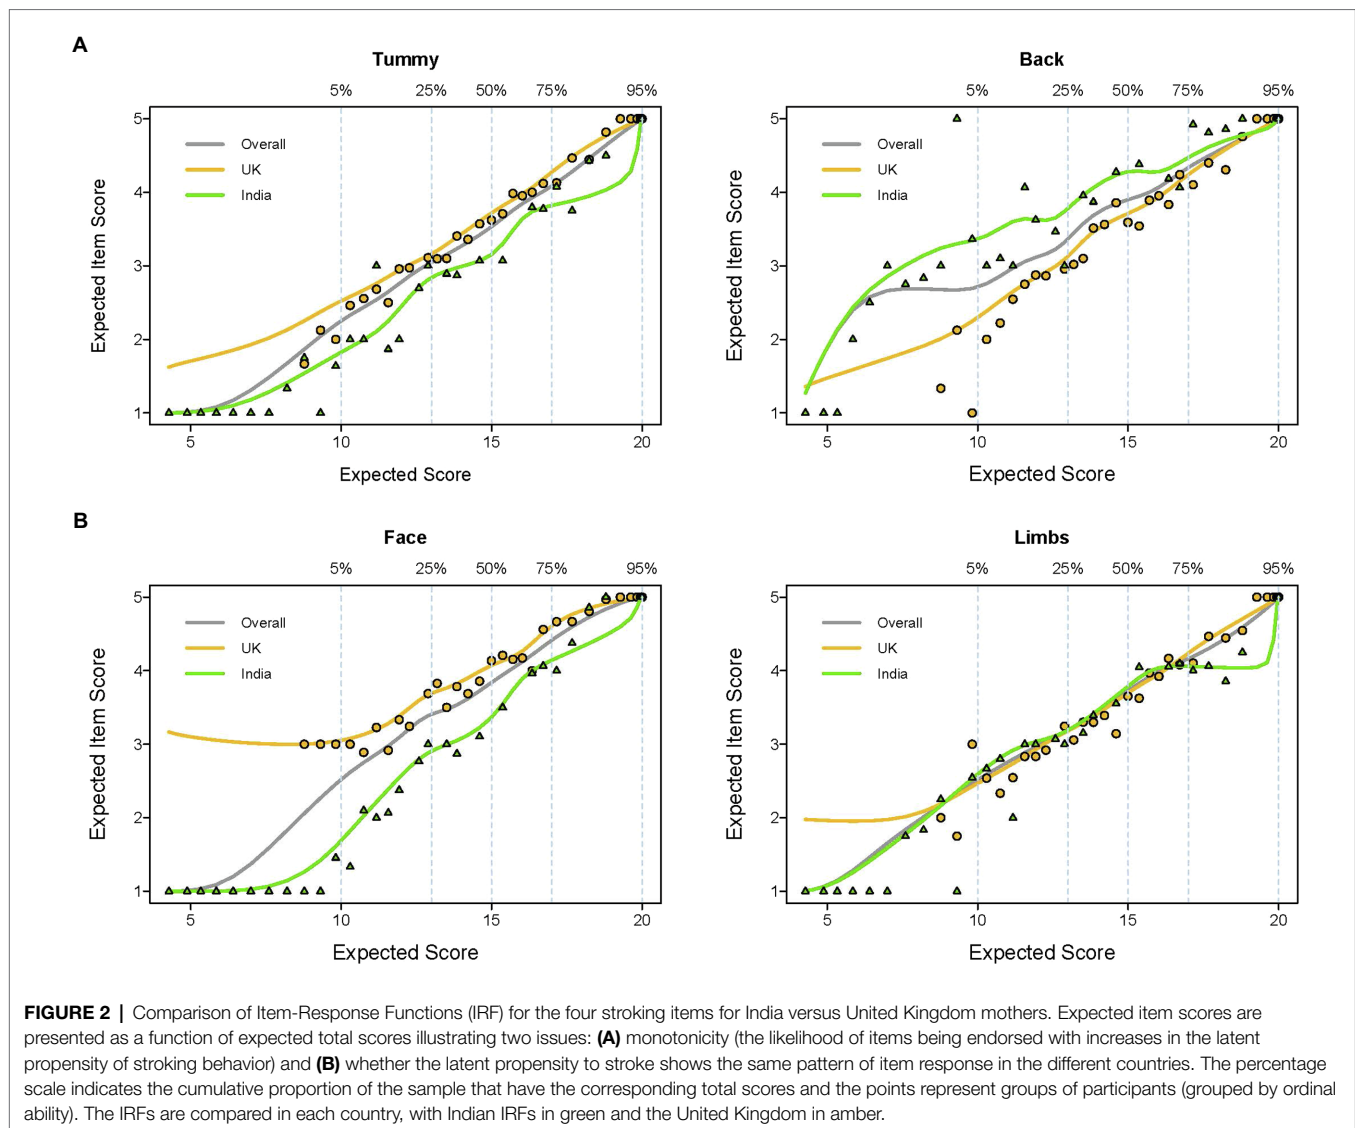 A
Tummy
5% 25% 50% 75% 95%
Expected Item Score
5
4
3
2
1
Overall
UK
India
5 10 15 20
Expected Score
Back
5% 25% 50% 75% 95%
Expected Item Score
5
4
3
2
1
Overall
UK
India
5 10 15 20
Expected Score
B
Face
5% 25% 50% 75% 95%
Expected Item Score
5
4
3
2
1
Overall
UK
India
5 10 15 20
Expected Score
Limbs
5% 25% 50% 75% 95%
Expected Item Score
5
4
3
2
1
Overall
UK
India
5 10 15 20
Expected Score
FIGURE 2 | Comparison of Item-Response Functions (IRF) for the four stroking items for India versus United Kingdom mothers. Expected item scores are
presented as a function of expected total scores illustrating two issues: (A) monotonicity (the likelihood of items being endorsed with increases in the latent
propensity of stroking behavior) and (B) whether the latent propensity to stroke shows the same pattern of item response in the different countries. The percentage
scale indicates the cumulative proportion of the sample that have the corresponding total scores and the points represent groups of participants (grouped by ordinal
ability). The IRFs are compared in each country, with Indian IRFs in green and the United Kingdom in amber.